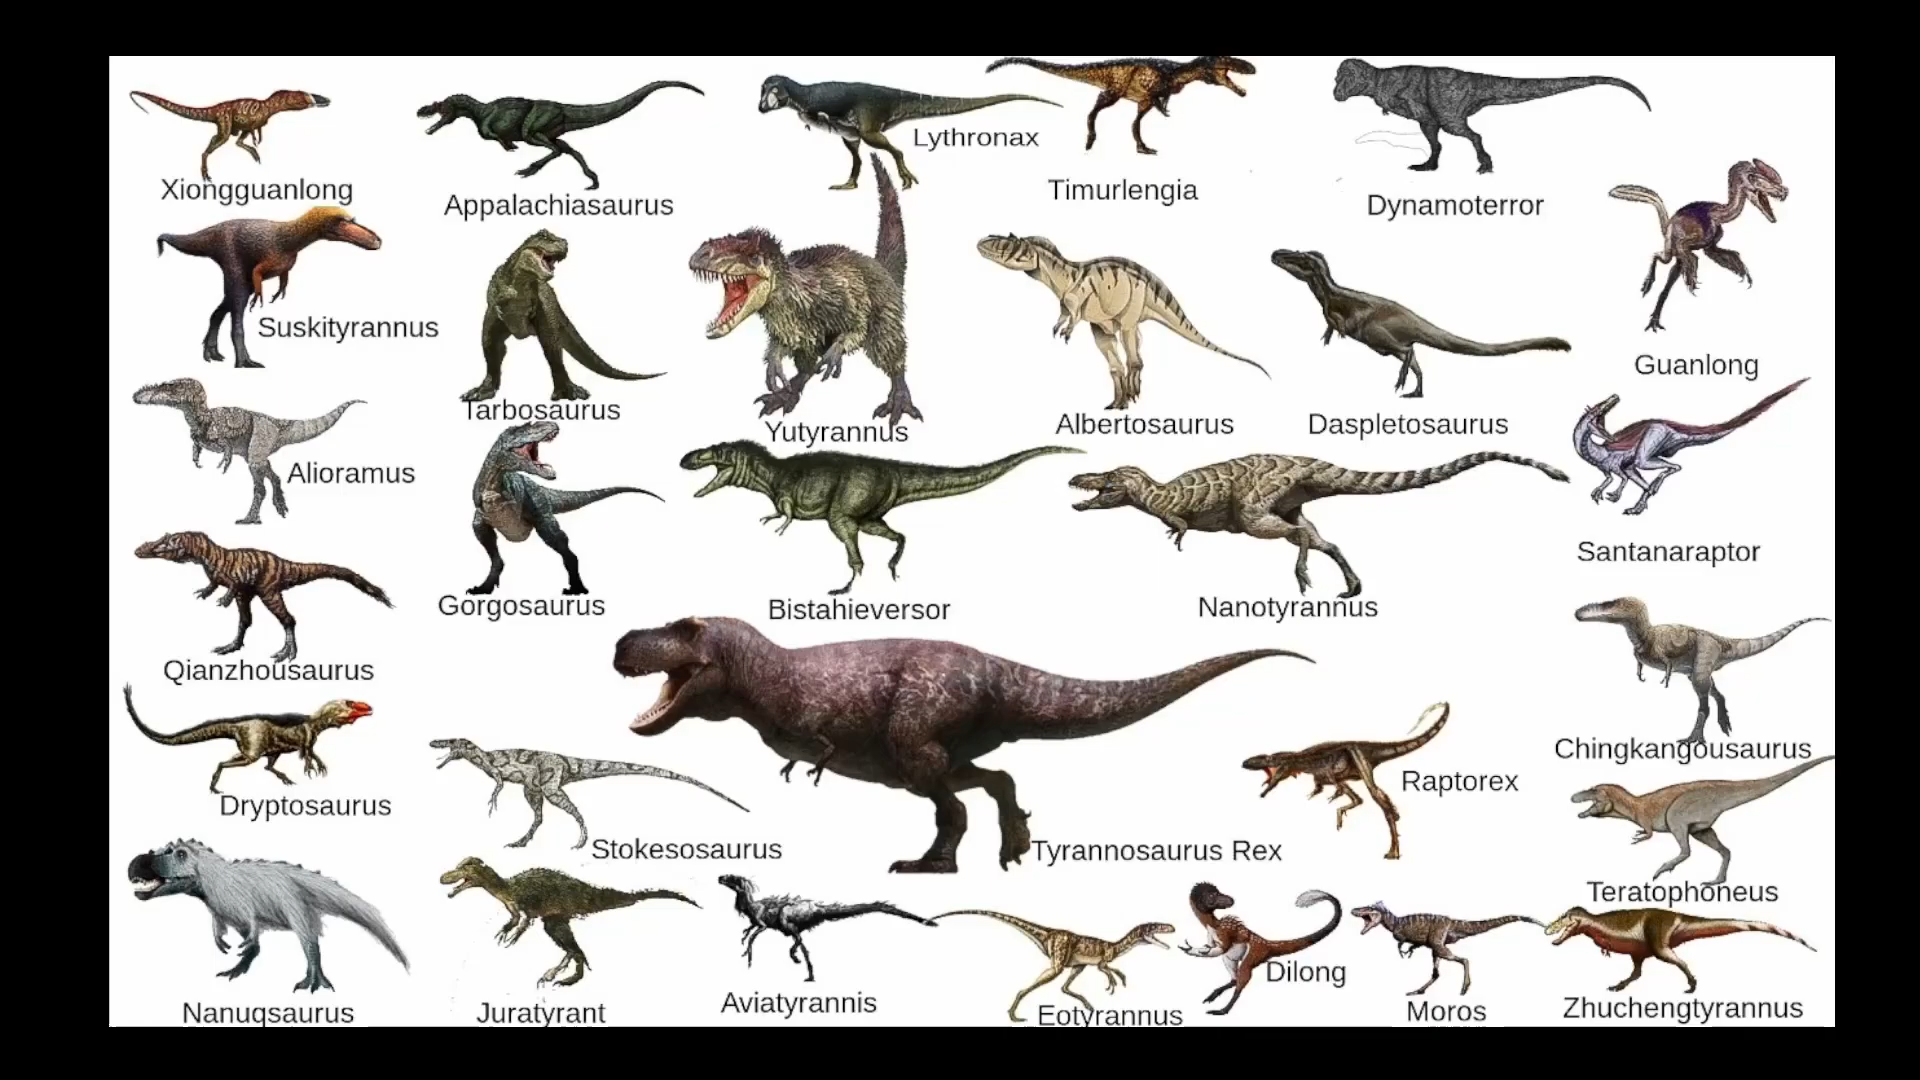 Lythronax
Xiongguanlong
Appalachiasaurus
Timurlengia
Dynamoterror
Suskityrannus
Guanlong
Tarbosaurus
Yutyrannus
Albertosaurus
Daspletosaurus
Alioramus
Santanaraptor
Gorgosaurus
Bistahieversor
Nanotyrannus
Qianzhousaurus
Chingkangousaurus
Raptorex
Dryptosaurus
Stokesosaurus
Tyrannosaurus Rex
Teratophoneus
Dilong
Nanuqsaurus
Juratyrant
Aviatyrannis
Eotyrannus
Moros
Zhuchengtyrannus